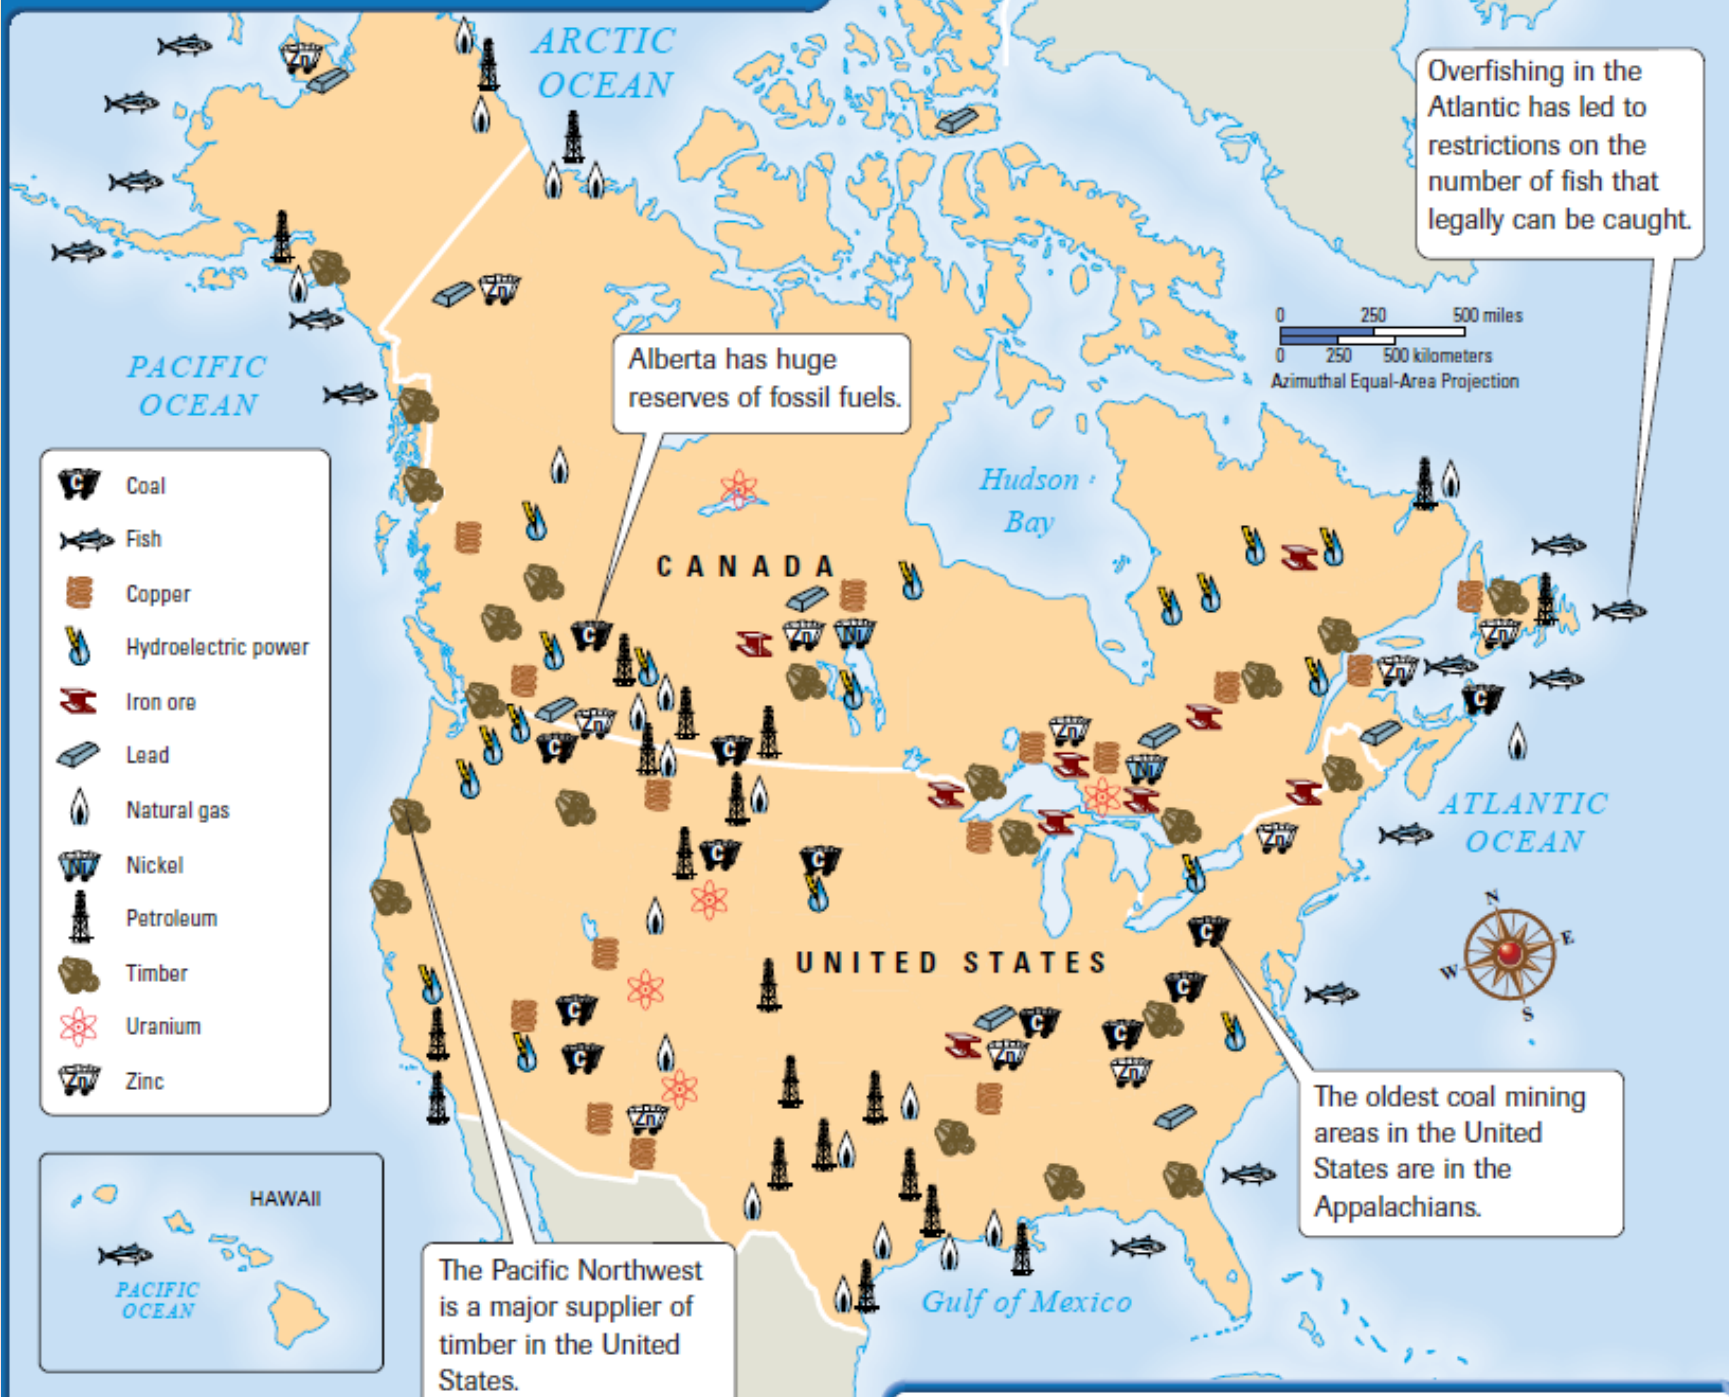 ARCTIC
OCEAN
Overfishing in the
Atlantic has led to
restrictions on the
number of fish that
legally can be caught.
0 250 500 miles
0 250 500 kilometers
Azimuthal Equal-Area Projection
PACIFIC
OCEAN
Alberta has huge
reserves of fossil fuels.
Hudson
Bay
CANADA
Coal
Fish
Copper
Hydroelectric power
Iron ore
Lead
Natural gas
Nickel
Petroleum
Timber
Uranium
Zinc
ATLANTIC
OCEAN
N
E
W
S
UNITED STATES
The oldest coal mining
areas in the United
States are in the
Appalachians.
HAWAII
PACIFIC
OCEAN
The Pacific Northwest
is a major supplier of
timber in the United
States.
Gulf of Mexico